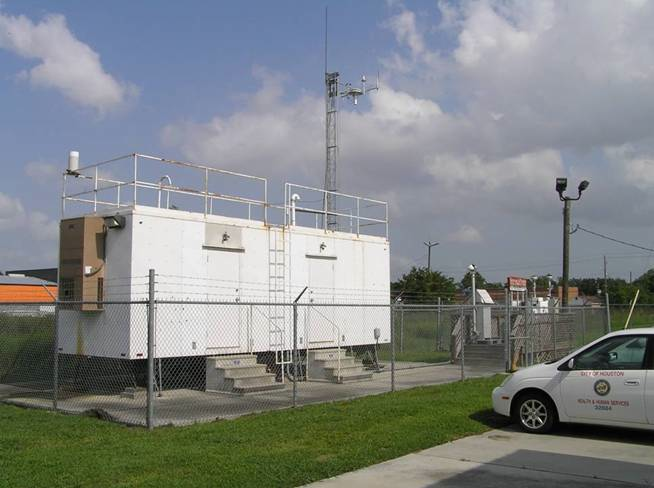 CITY OF HOUSTON
HEALTH & HUMAN SERVICES
32884